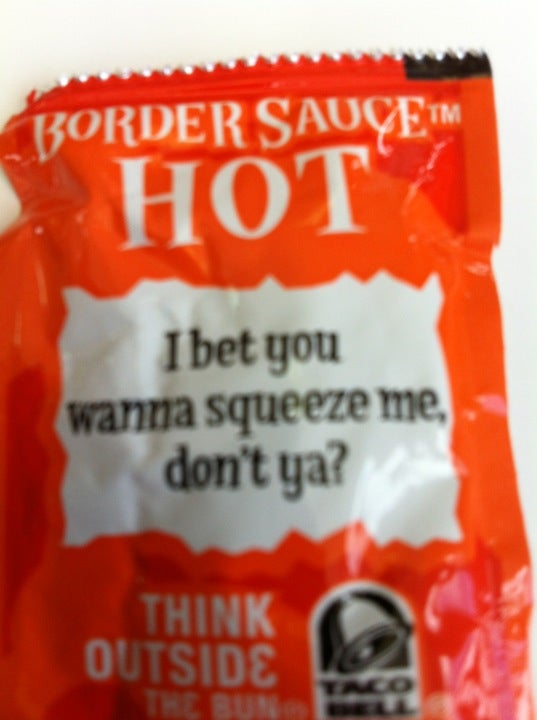 BORDER SAUCE™
HOT
I bet you
wanna squeeze me,
don't ya?
THINK
OUTSIDE
THE BUN®
TACO
BELL®